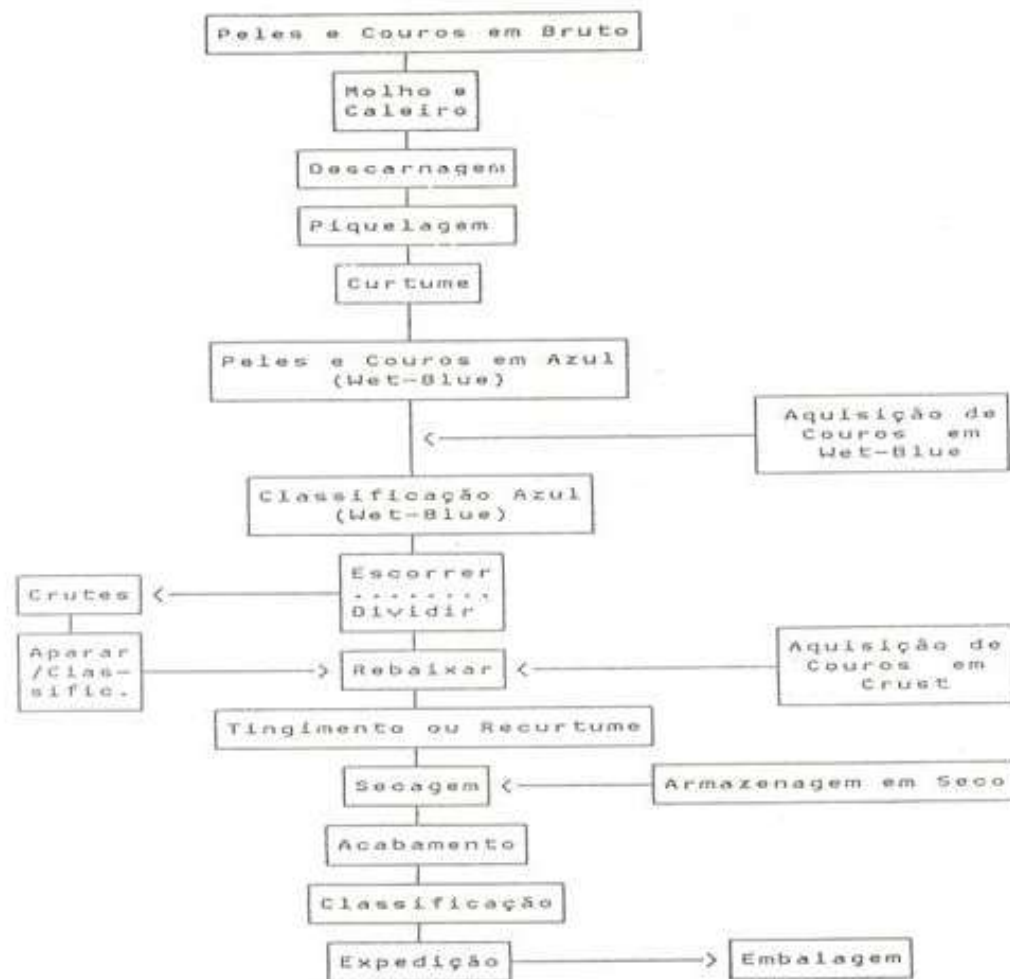 Peles e Couros em Bruto
Molho e
Caleiro
Descarnagem
Piquelagem
Curtume
Peles e Couros em Azul
(Wet-Blue)
Aquisição de
Couros em
Wet-Blue
Classificação Azul
(Wet-Blue)
Escorrer
........
Dividir
Crutes
Aparar
/Clas-
sific.
Rebaixar
Aquisição de
Couros em
Crust
Tingimento ou Recurtume
Secagem
Armazenagem em Seco
Acabamento
Classificação
Expedição
Embalagem